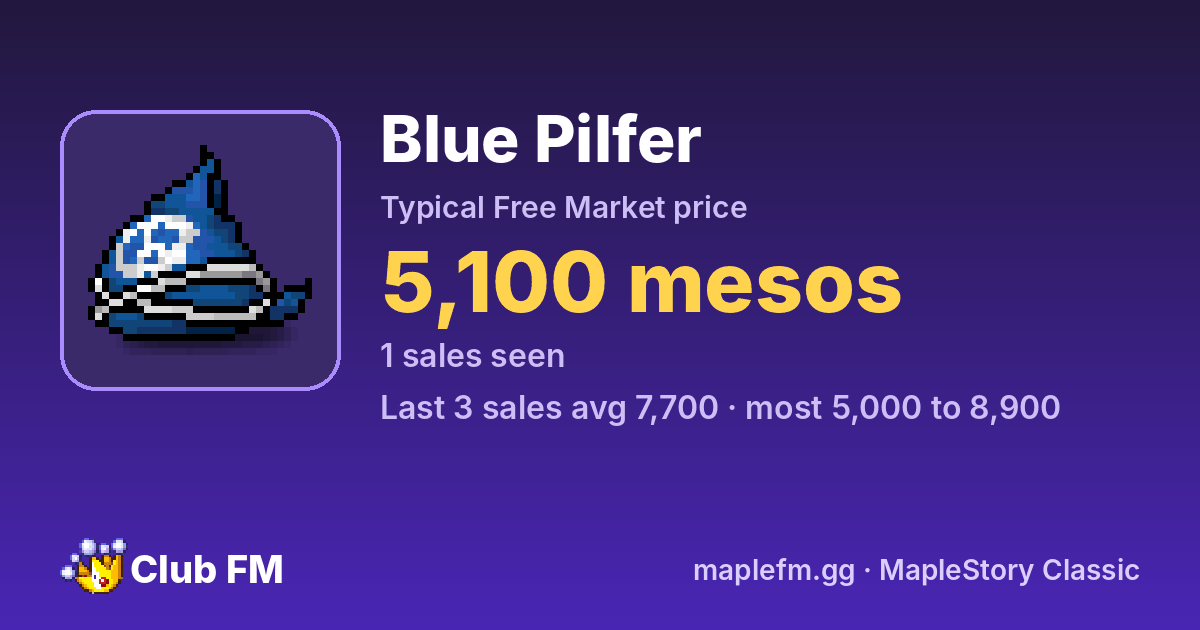 Blue Pilfer
Typical Free Market price
5,100 mesos
1 sales seen
Last 3 sales avg 7,700 · most 5,000 to 8,900
Club FM
maplefm.gg · MapleStory Classic